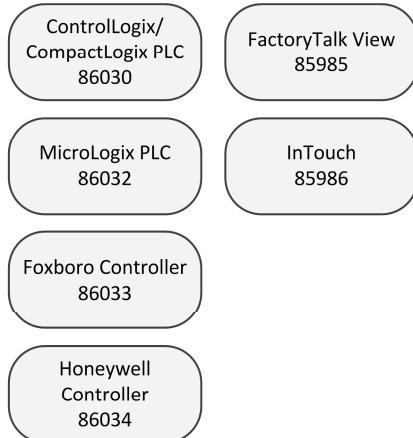 ControlLogix/
CompactLogix PLC
86030
FactoryTalk View
85985
MicroLogix PLC
86032
InTouch
85986
Foxboro Controller
86033
Honeywell
Controller
86034